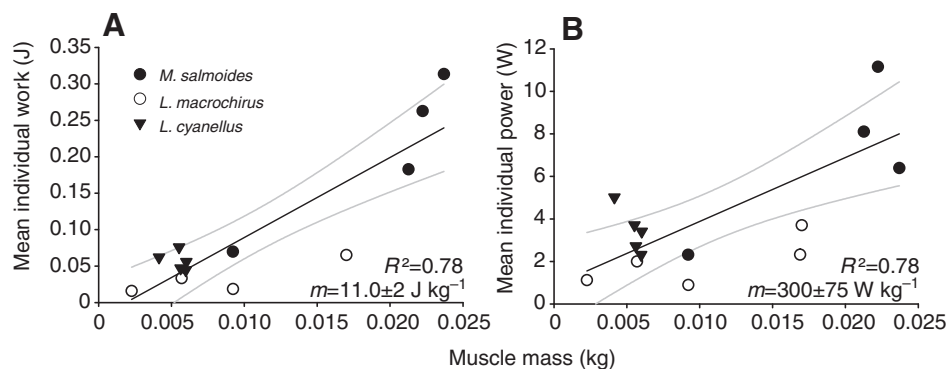 A
B
Mean individual work (J)
0.35
0.30
0.25
0.20
0.15
0.10
0.05
0
M. salmoides
L. macrochirus
L. cyanellus
R²=0.78
m=11.0±2 J kg⁻¹
0 0.005 0.010 0.015 0.020 0.025
Mean individual power (W)
12
10
8
6
4
2
0
R²=0.78
m=300±75 W kg⁻¹
0 0.005 0.010 0.015 0.020 0.025
Muscle mass (kg)